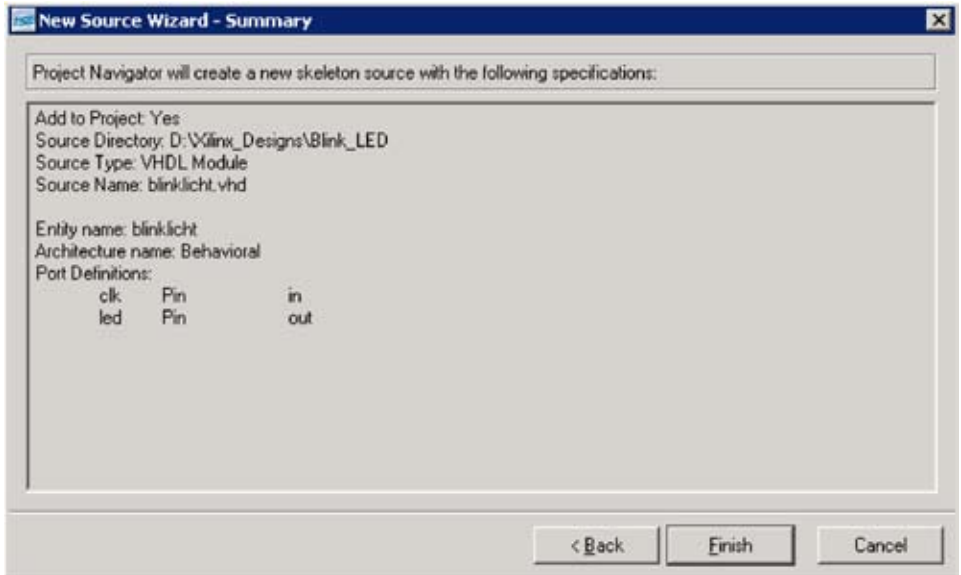 ISE New Source Wizard - Summary
Project Navigator will create a new skeleton source with the following specifications:
Add to Project: Yes
Source Directory: D:\Xilinx_Designs\Blink_LED
Source Type: VHDL Module
Source Name: blinklicht.vhd
Entity name: blinklicht
Architecture name: Behavioral
Port Definitions:
clk Pin in
led Pin out
< Back Finish Cancel